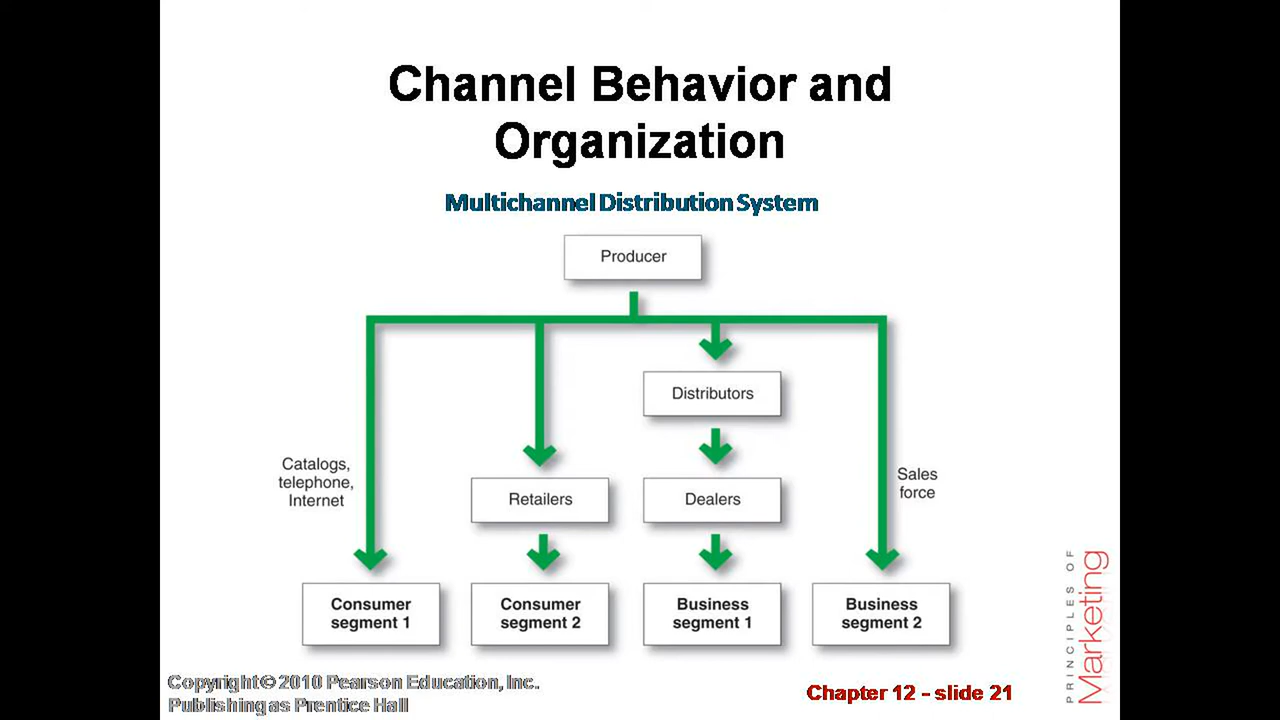 Channel Behavior and
Organization
Multichannel Distribution System
Producer
Distributors
Catalogs,
telephone,
Internet
Retailers
Dealers
Sales
force
Consumer
segment 1
Consumer
segment 2
Business
segment 1
Business
segment 2
PRINCIPLES OF
Marketing
Copyright © 2010 Pearson Education, Inc.
Publishing as Prentice Hall
Chapter 12 - slide 21